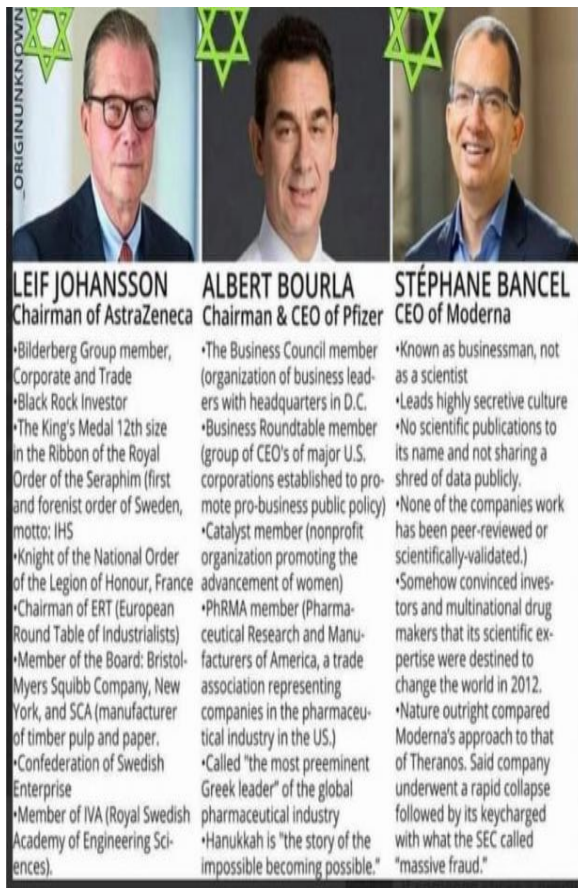 _ORIGINUNKNOWN
LEIF JOHANSSON
Chairman of AstraZeneca
•Bilderberg Group member,
Corporate and Trade
•Black Rock Investor
•The King's Medal 12th size
in the Ribbon of the Royal
Order of the Seraphim (first
and forenist order of Sweden,
motto: IHS
•Knight of the National Order
of the Legion of Honour, France
•Chairman of ERT (European
Round Table of Industrialists)
•Member of the Board: Bristol-
Myers Squibb Company, New
York, and SCA (manufacturer
of timber pulp and paper.
•Confederation of Swedish
Enterprise
•Member of IVA (Royal Swedish
Academy of Engineering Sci-
ences).
ALBERT BOURLA
Chairman & CEO of Pfizer
•The Business Council member
(organization of business lead-
ers with headquarters in D.C.
•Business Roundtable member
(group of CEO's of major U.S.
corporations established to pro-
mote pro-business public policy)
•Catalyst member (nonprofit
organization promoting the
advancement of women)
•PhRMA member (Pharma-
ceutical Research and Manu-
facturers of America, a trade
association representing
companies in the pharmaceu-
tical industry in the US.)
•Called "the most preeminent
Greek leader" of the global
pharmaceutical industry
•Hanukkah is "the story of the
impossible becoming possible."
STÉPHANE BANCEL
CEO of Moderna
•Known as businessman, not
as a scientist
•Leads highly secretive culture
•No scientific publications to
its name and not sharing a
shred of data publicly.
•None of the companies work
has been peer-reviewed or
scientifically-validated.)
•Somehow convinced inves-
tors and multinational drug
makers that its scientific ex-
pertise were destined to
change the world in 2012.
•Nature outright compared
Moderna's approach to that
of Theranos. Said company
underwent a rapid collapse
followed by its keycharged
with what the SEC called
"massive fraud."